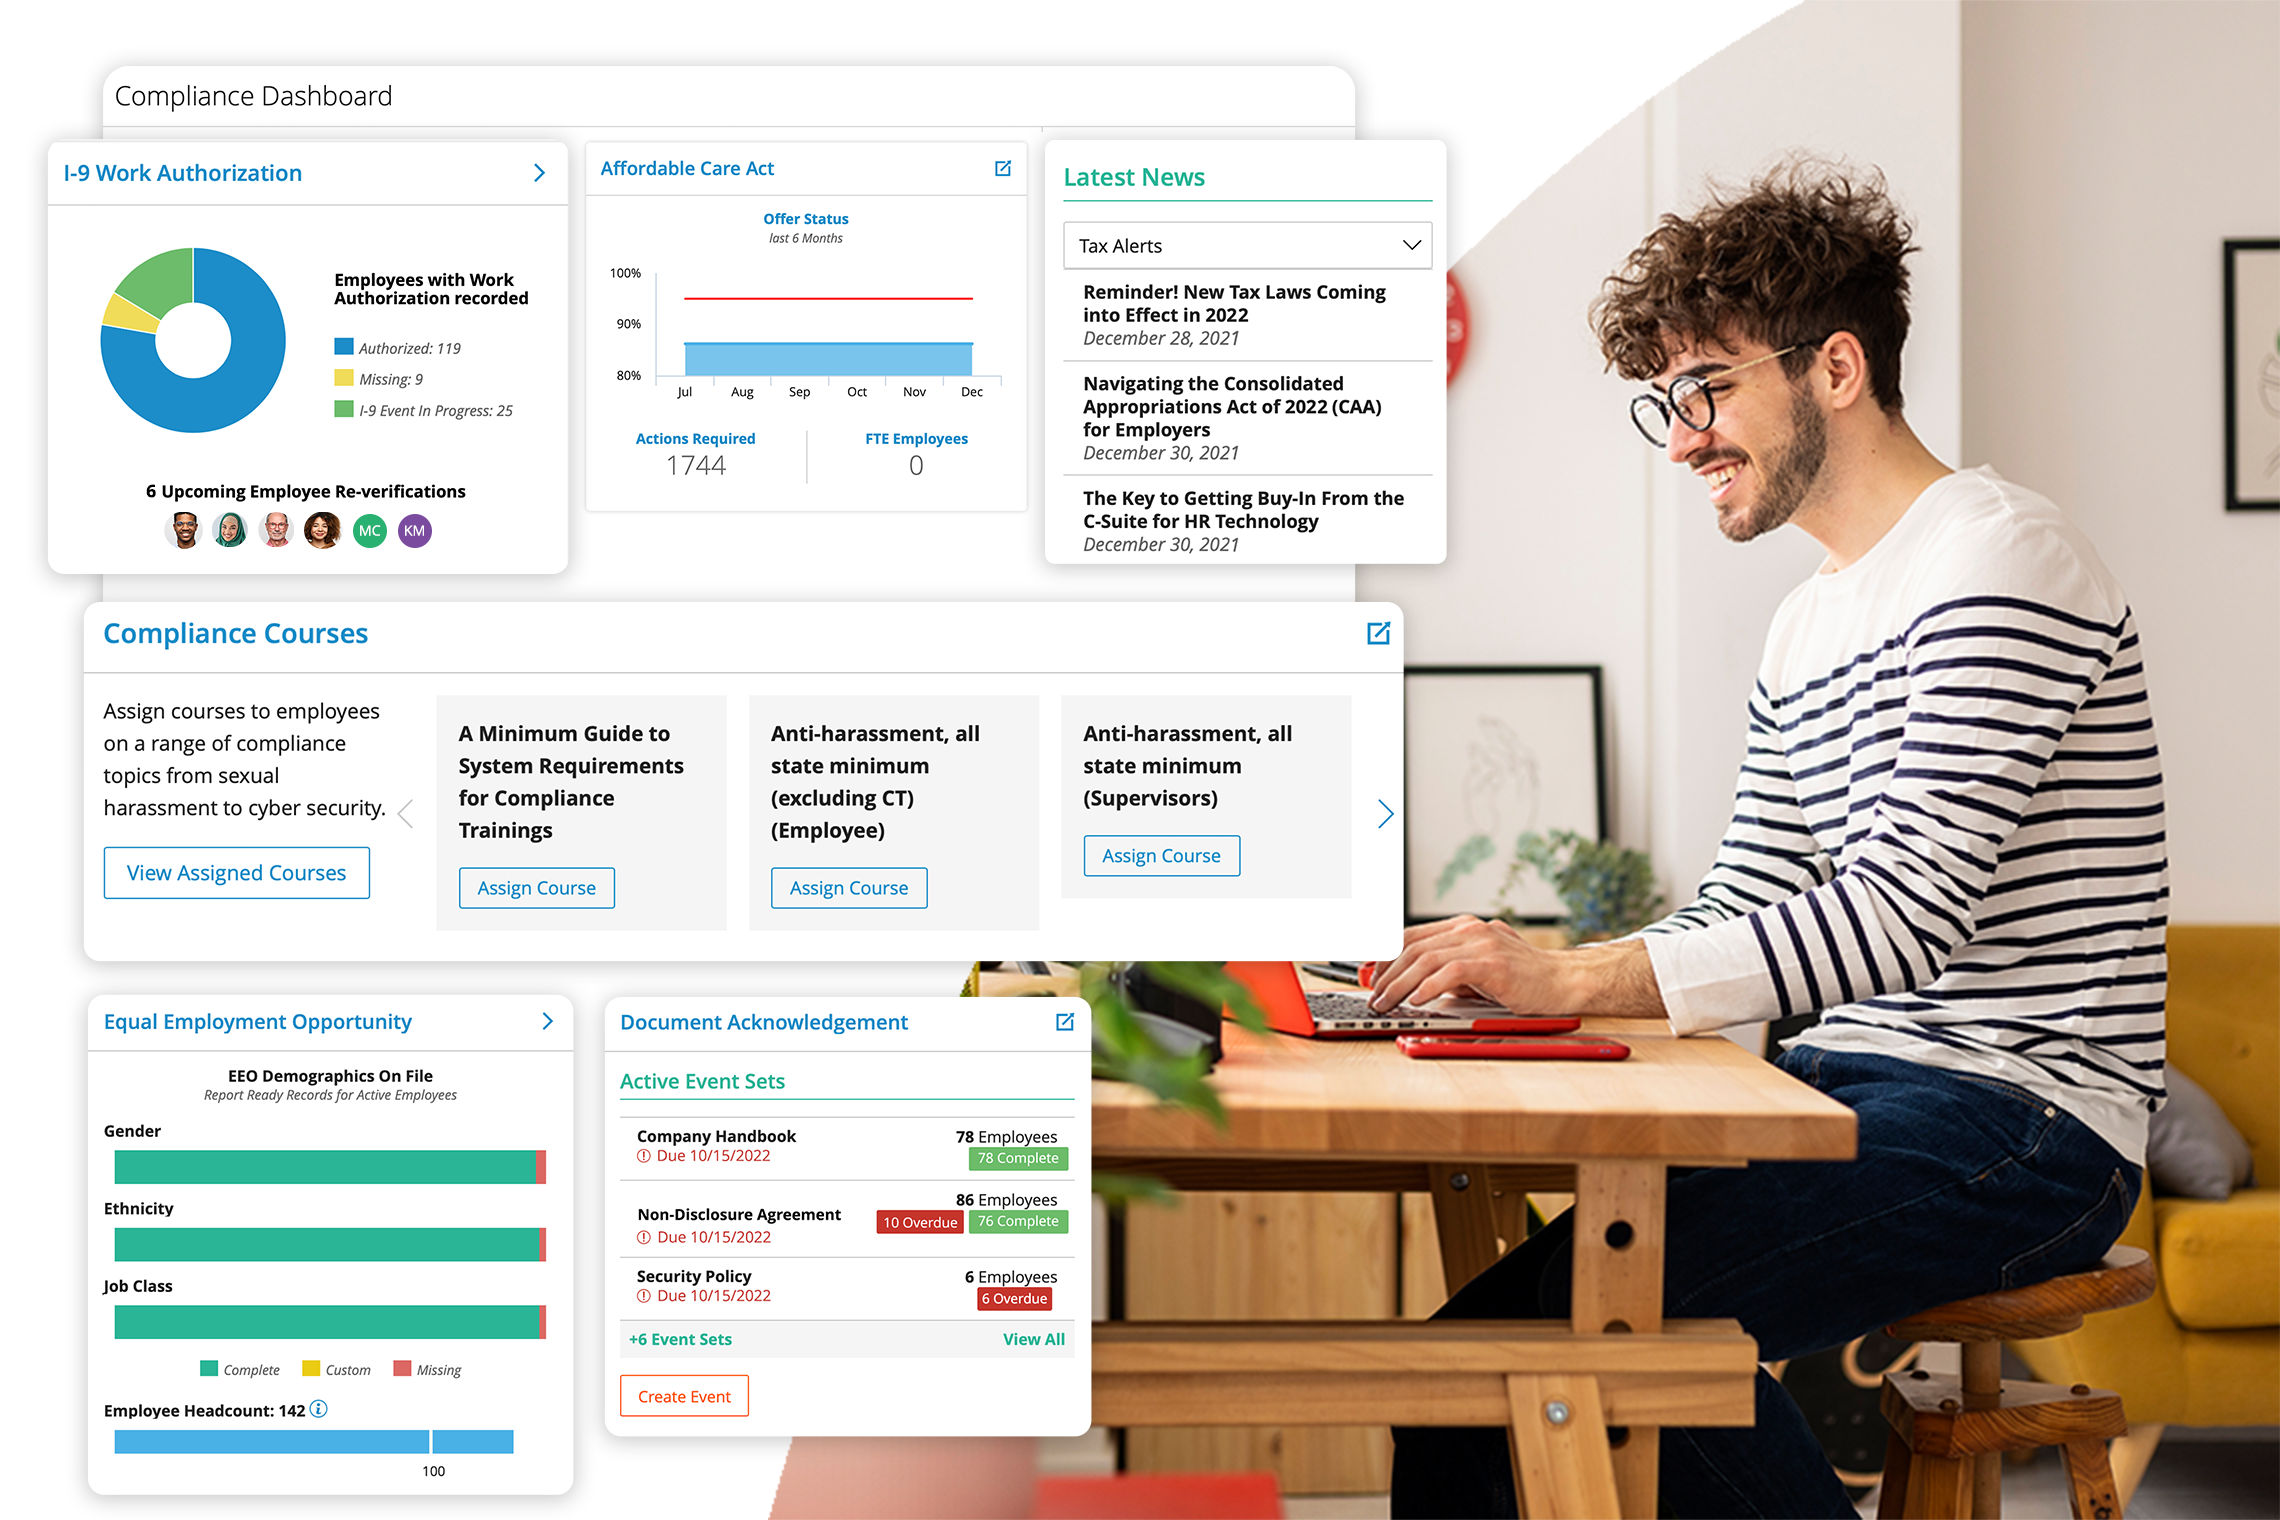 Compliance Dashboard
I-9 Work Authorization
Employees with Work
Authorization recorded
Authorized: 119
Missing: 9
I-9 Event In Progress: 25
6 Upcoming Employee Re-verifications
MC
KM
Affordable Care Act
Offer Status
last 6 Months
100%
90%
80%
Jul Aug Sep Oct Nov Dec
Actions Required
1744
FTE Employees
0
Latest News
Tax Alerts
Reminder! New Tax Laws Coming
into Effect in 2022
December 28, 2021
Navigating the Consolidated
Appropriations Act of 2022 (CAA)
for Employers
December 30, 2021
The Key to Getting Buy-In From the
C-Suite for HR Technology
December 30, 2021
Compliance Courses
Assign courses to employees
on a range of compliance
topics from sexual
harassment to cyber security.
View Assigned Courses
A Minimum Guide to
System Requirements
for Compliance
Trainings
Assign Course
Anti-harassment, all
state minimum
(excluding CT)
(Employee)
Assign Course
Anti-harassment, all
state minimum
(Supervisors)
Assign Course
Equal Employment Opportunity
EEO Demographics On File
Report Ready Records for Active Employees
Gender
Ethnicity
Job Class
Complete Custom Missing
Employee Headcount: 142
100
Document Acknowledgement
Active Event Sets
Company Handbook
Due 10/15/2022
78 Employees
78 Complete
Non-Disclosure Agreement
Due 10/15/2022
86 Employees
10 Overdue 76 Complete
Security Policy
Due 10/15/2022
6 Employees
6 Overdue
+6 Event Sets
View All
Create Event